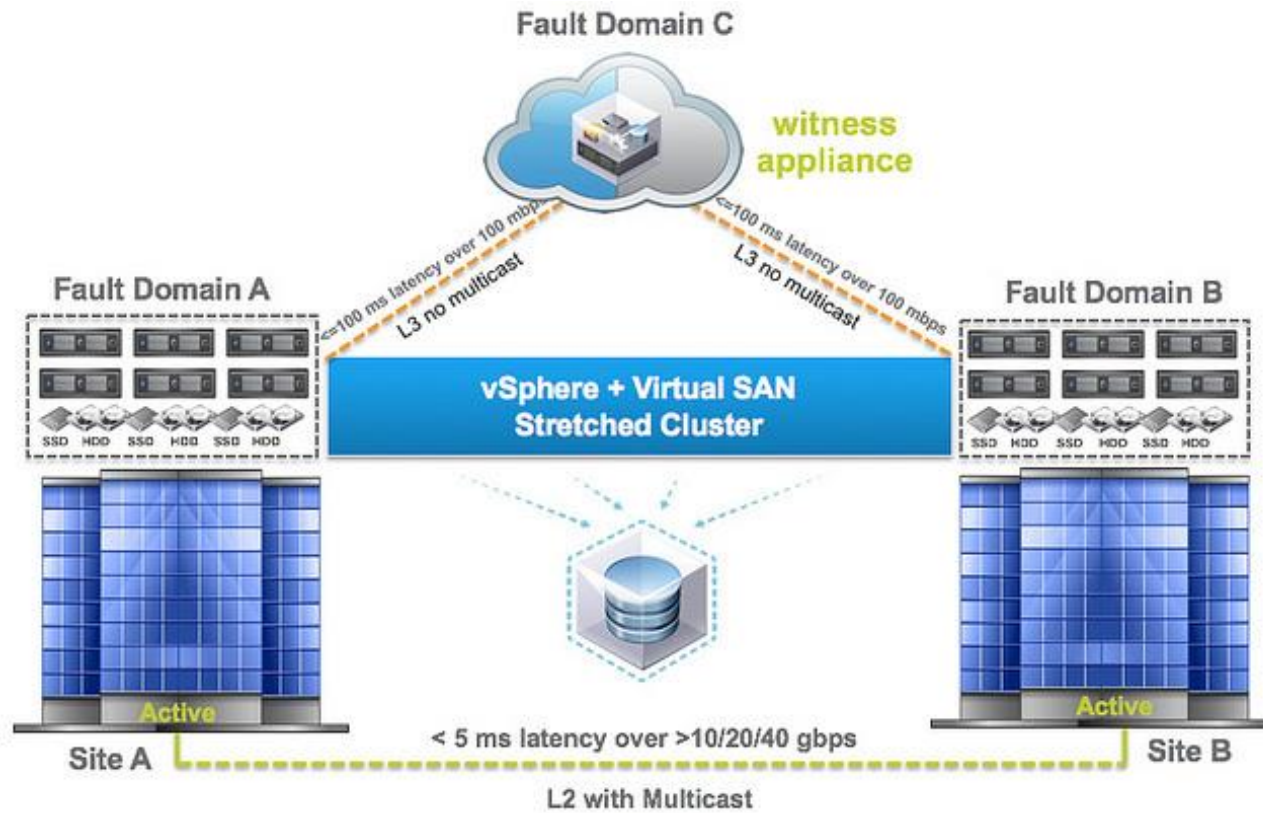 Fault Domain C
witness
appliance
<=100 ms latency over 100 mbps
L3 no multicast
<=100 ms latency over 100 mbps
L3 no multicast
Fault Domain A
Fault Domain B
vSphere + Virtual SAN
Stretched Cluster
SSD HDD SSD HDD SSD HDD
SSD HDD SSD HDD SSD HDD
Active
Active
Site A
< 5 ms latency over >10/20/40 gbps
Site B
L2 with Multicast